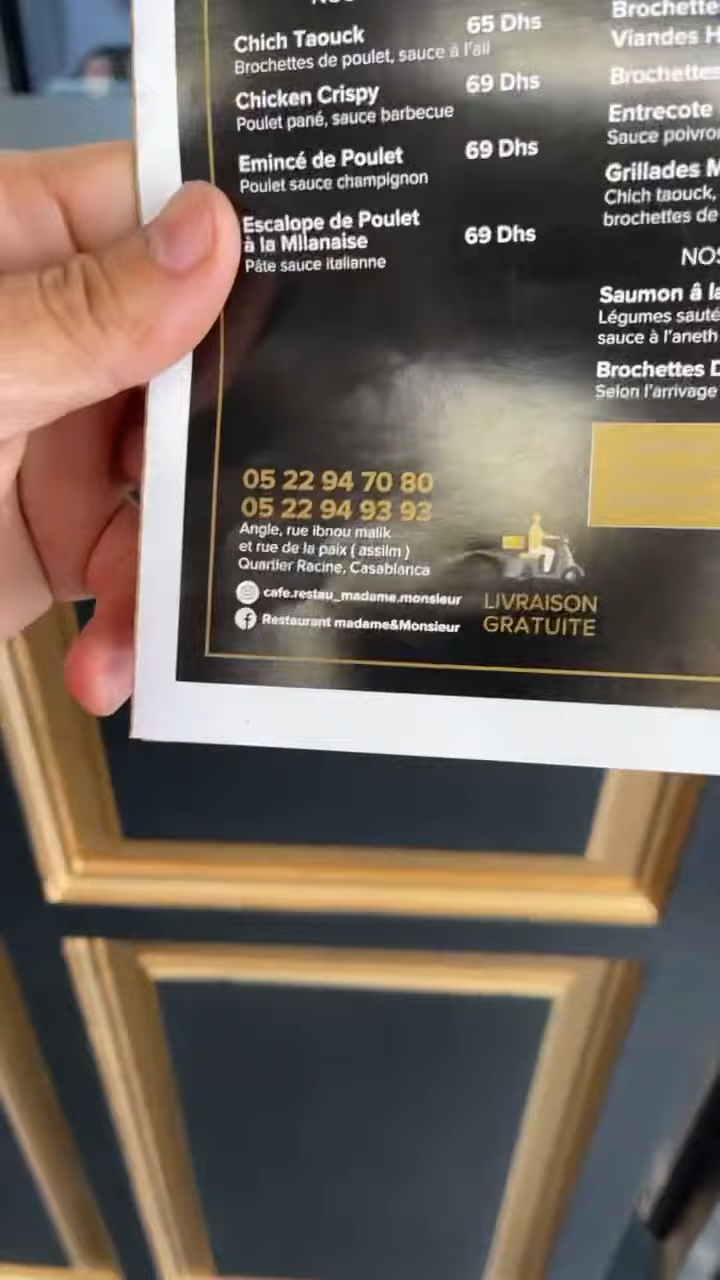 Chich Taouck 65 Dhs
Brochettes de poulet, sauce à l'ail
Chicken Crispy 69 Dhs
Poulet pané, sauce barbecue
Emincé de Poulet 69 Dhs
Poulet sauce champignon
Escalope de Poulet
à la Milanaise 69 Dhs
Pâte sauce italianne
05 22 94 70 80
05 22 94 93 93
Angle, rue ibnou malik
et rue de la paix ( assilm )
Quartier Racine, Casablanca
cafe.restau_madame.monsieur
Restaurant madame&Monsieur
LIVRAISON
GRATUITE
Brochette
Viandes H
Brochettes
Entrecote
Sauce poivro
Grillades M
Chich taouck,
brochettes de
NOS
Saumon â la
Légumes sauté
sauce à l'aneth
Brochettes D
Selon l'arrivage